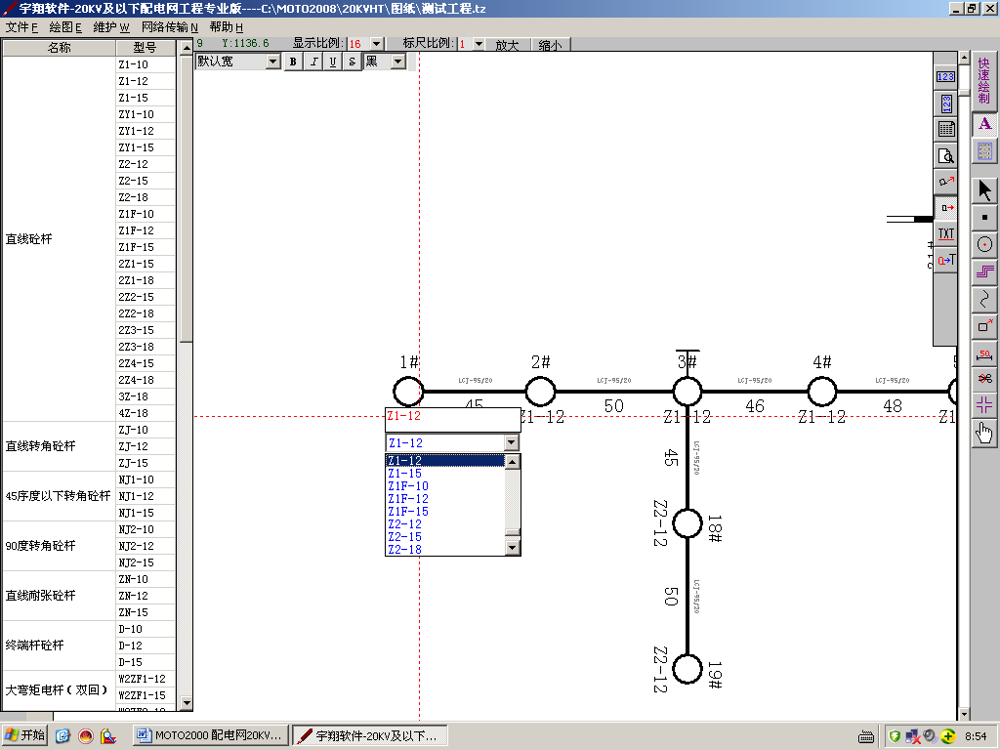 宇翔软件-20KV及以下配电网工程专业版----C:\MOTO2008\20KVHT\图纸\测试工程.tz
文件F 绘图E 维护W 网络传输N 帮助H
名称 型号
9 Y:1136.6 显示比例: 16 标尺比例: 1 放大 缩小
默认宽 B I U S 黑
快速绘制
A
123
123
TXT
直线砼杆
Z1-10
Z1-12
Z1-15
ZY1-10
ZY1-12
ZY1-15
Z2-12
Z2-15
Z2-18
Z1F-10
Z1F-12
Z1F-15
2Z1-15
2Z1-18
2Z2-15
2Z2-18
2Z3-15
2Z3-18
2Z4-15
2Z4-18
3Z-18
4Z-18
直线转角砼杆
ZJ-10
ZJ-12
ZJ-15
45序度以下转角砼杆
NJ1-10
NJ1-12
NJ1-15
90度转角砼杆
NJ2-10
NJ2-12
NJ2-15
直线耐张砼杆
ZN-10
ZN-12
ZN-15
终端杆砼杆
D-10
D-12
D-15
大弯矩电杆(双回)
W2ZF1-12
W2ZF1-15
1# 2# 3# 4#
LGJ-95/20 LGJ-95/20 LGJ-95/20 LGJ-95/20
45 50 46 48
Z1-12 Z1-12 Z1-12 Z1-12
Z1-12
Z1-12
Z1-15
Z1F-10
Z1F-12
Z1F-15
Z2-12
Z2-15
Z2-18
45 LGJ-95/20
Z2-12 18#
50 LGJ-95/20
Z2-12 19#
50
开始 MOTO2000 配电网20KV... 宇翔软件-20KV及以下... 8:54